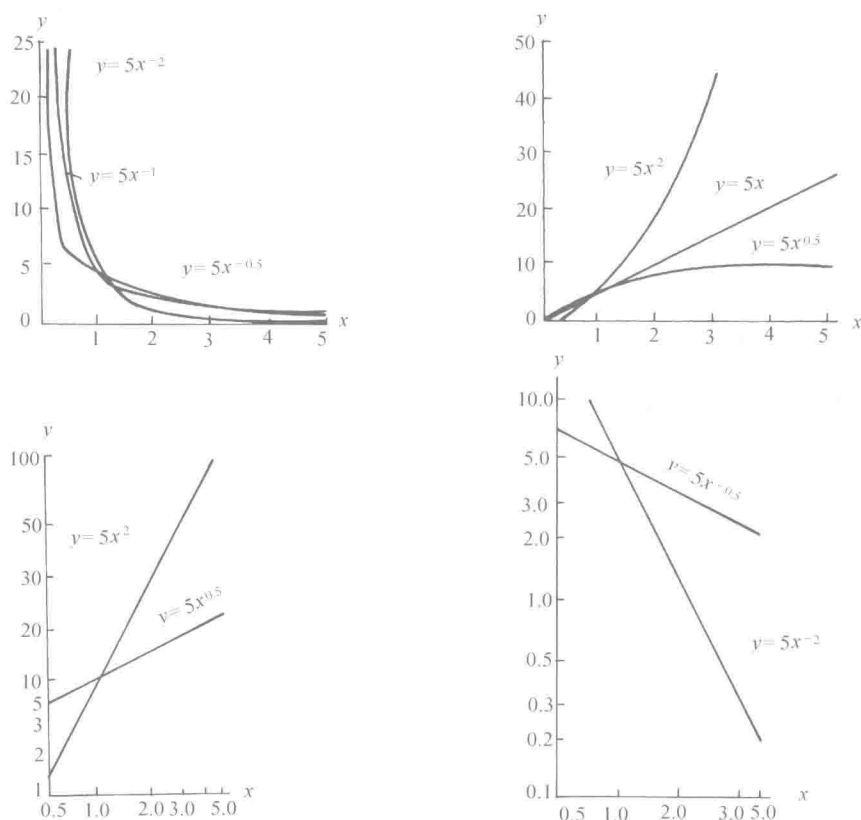 y
25
20
15
10
5
0
y = 5x⁻²
y = 5x⁻¹
y = 5x⁻⁰·⁵
1 2 3 4 5 x
y
50
40
30
20
10
0
y = 5x²
y = 5x
y = 5x⁰·⁵
1 2 3 4 5 x
y
100
50
30
20
10
5
3
2
1
y = 5x²
y = 5x⁰·⁵
0.5 1.0 2.0 3.0 5.0 x
y
10.0
5.0
3.0
2.0
1.0
0.5
0.3
0.2
0.1
y = 5x⁻⁰·⁵
y = 5x⁻²
0.5 1.0 2.0 3.0 5.0 x